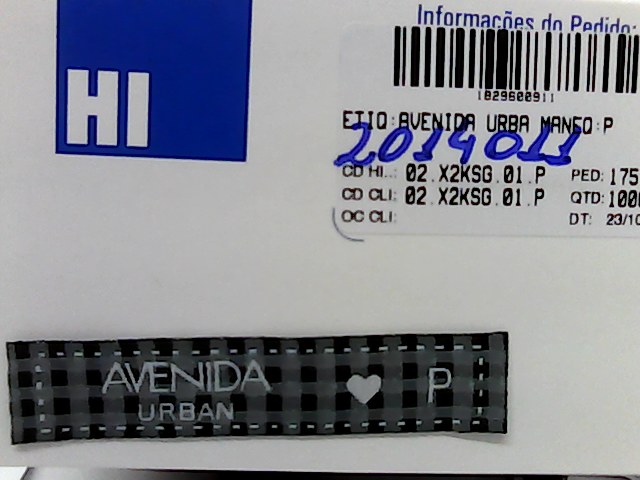 HI
Informações do Pedido:
1829600911
ETIQ:AVENIDA URBA MANGO:P
2014011
CD HI..: 02.X2KSG.01.P PED: 175
CD CLI: 02.X2KSG.01.P QTD: 1000
OC CLI: DT: 23/10
AVENIDA
URBAN
P